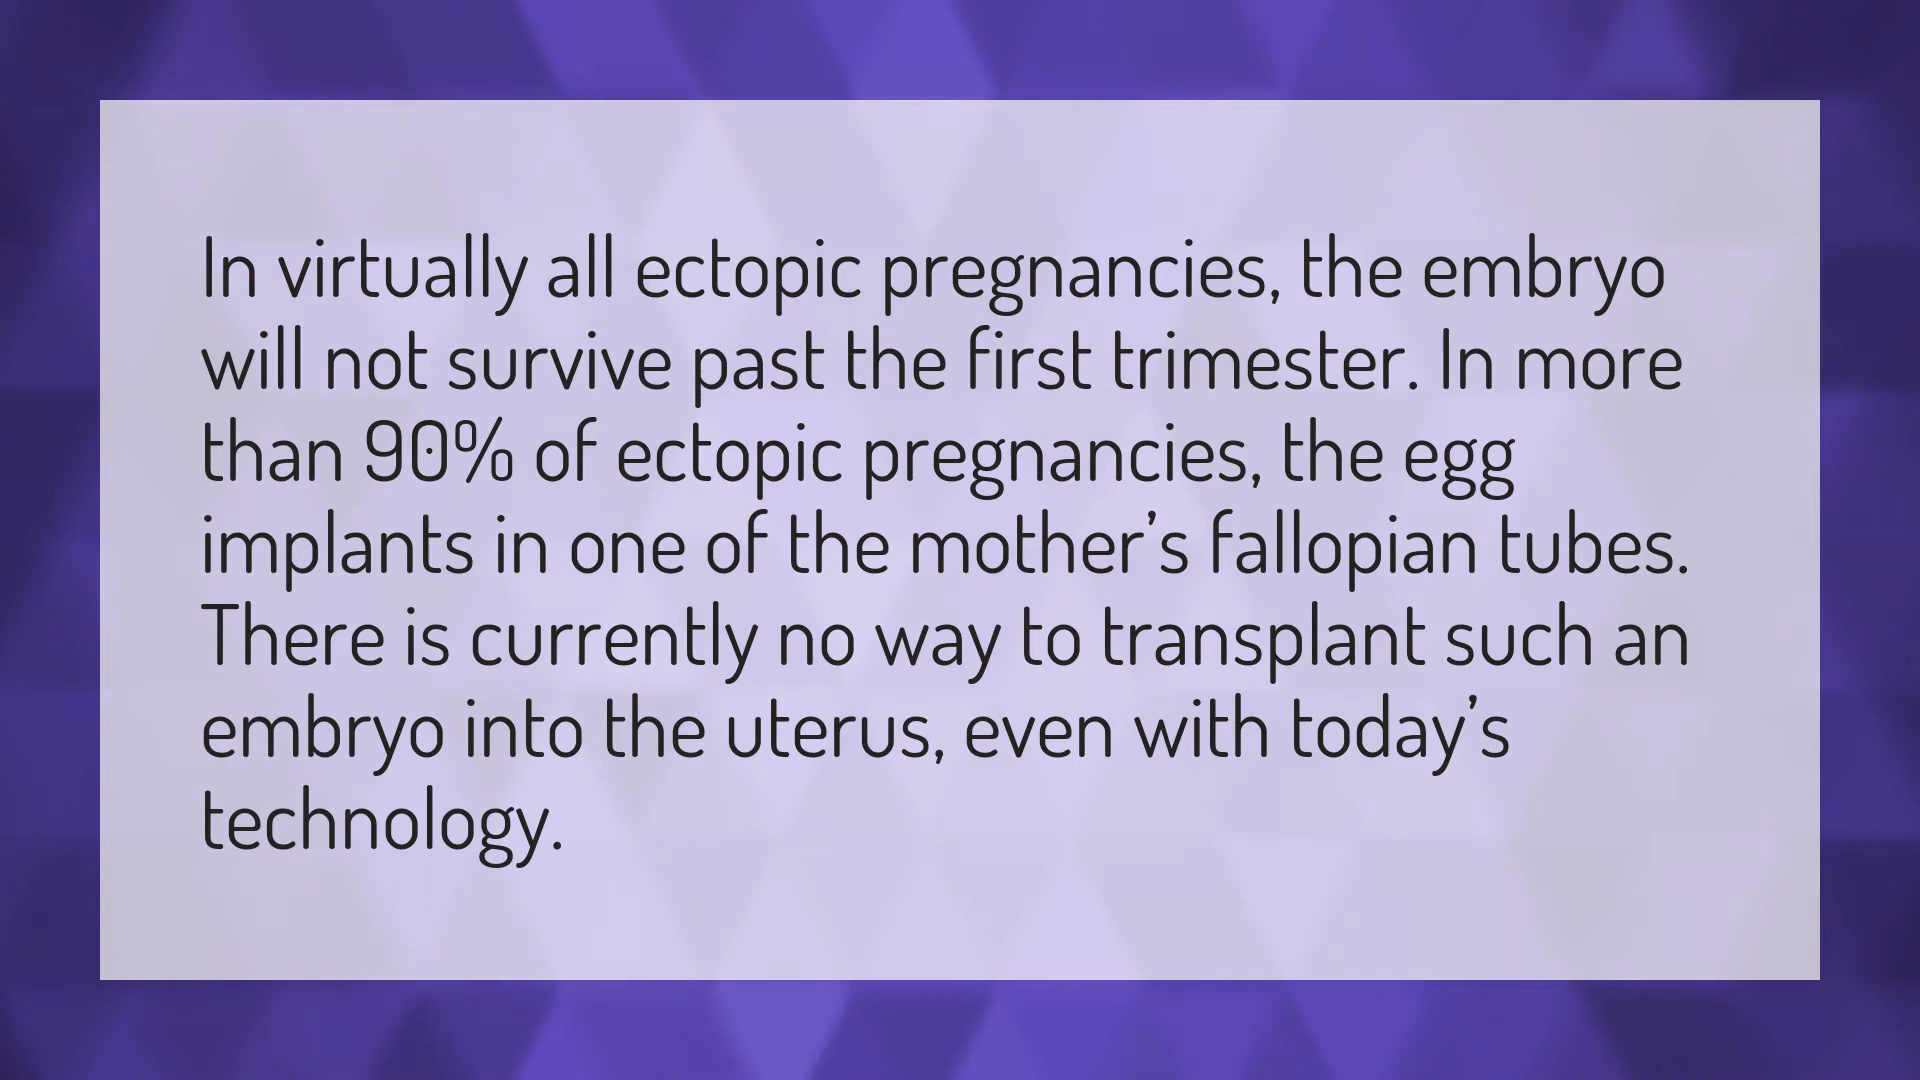 In virtually all ectopic pregnancies, the embryo
will not survive past the first trimester. In more
than 90% of ectopic pregnancies, the egg
implants in one of the mother’s fallopian tubes.
There is currently no way to transplant such an
embryo into the uterus, even with today’s
technology.